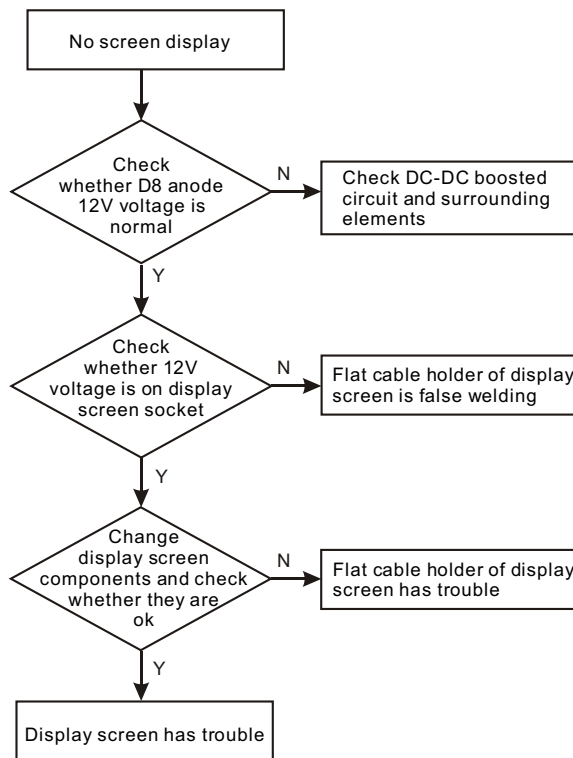 No screen display
Check
whether D8 anode
12V voltage is
normal
N
Check DC-DC boosted
circuit and surrounding
elements
Y
Check
whether 12V
voltage is on display
screen socket
N
Flat cable holder of display
screen is false welding
Y
Change
display screen
components and check
whether they are
ok
N
Flat cable holder of display
screen has trouble
Y
Display screen has trouble